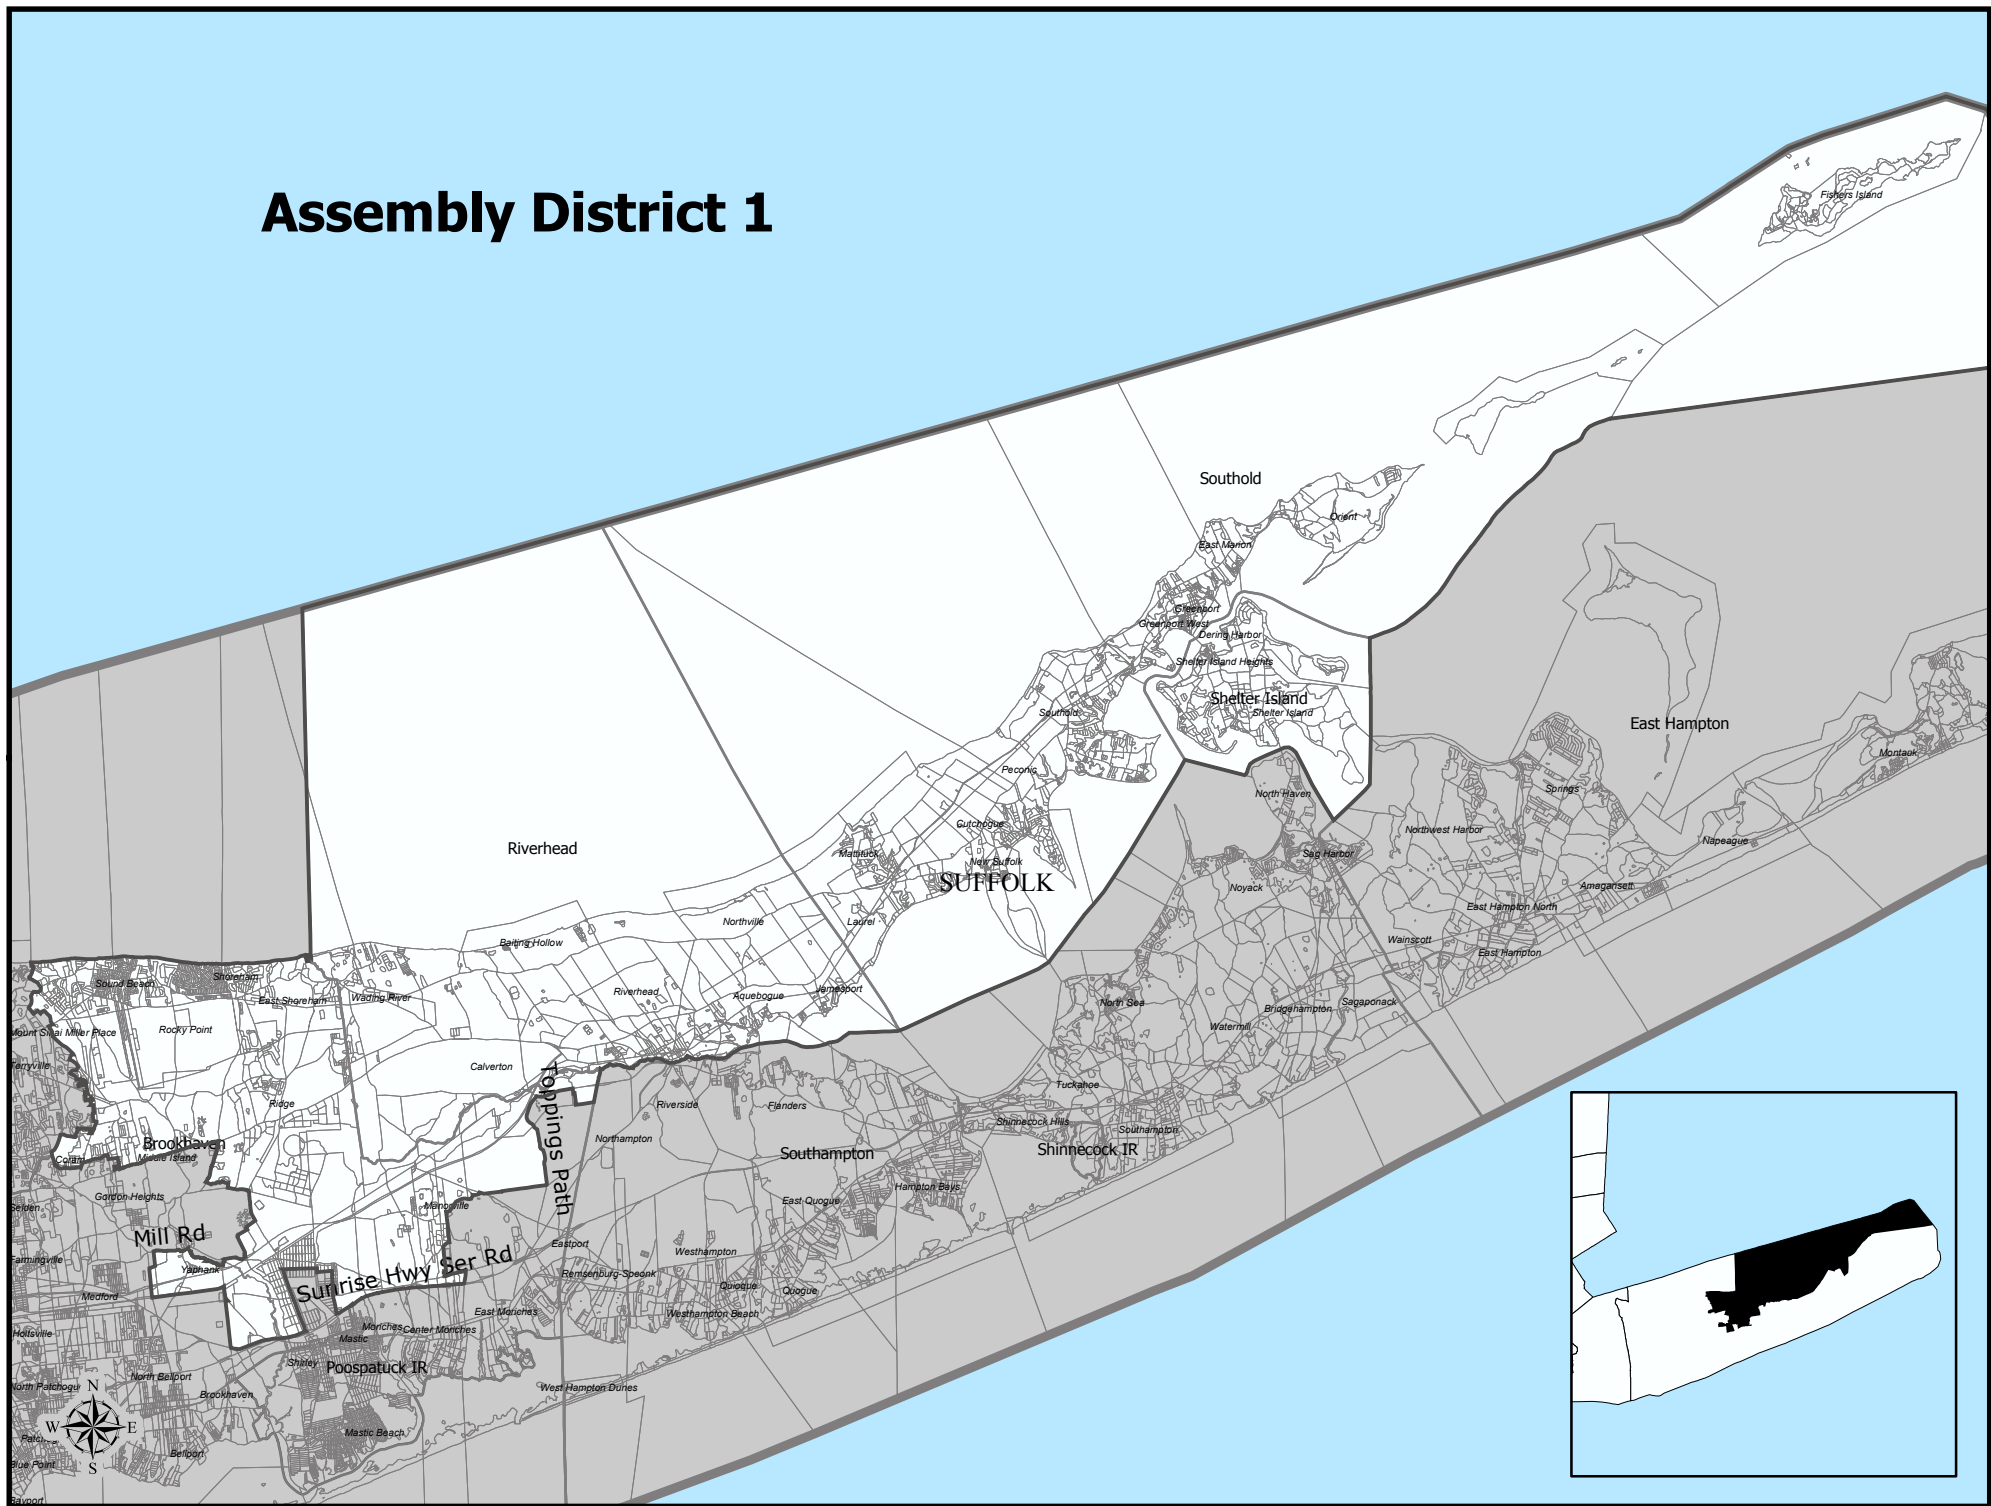 Assembly District 1
Fishers Island
Southold
Orient
East Marion
Greenport
Greenport West
Dering Harbor
Shelter Island Heights
Shelter Island
Shelter Island
Southold
East Hampton
Montauk
Peconic
Springs
North Haven
Cutchogue
Northwest Harbor
Napeague
Riverhead
Mattituck
New Suffolk
Sag Harbor
SUFFOLK
Noyack
Amagansett
East Hampton North
Northville
Laurel
Baiting Hollow
Wainscott
East Hampton
Shoreham
Sound Beach
East Shoreham
Wading River
Riverhead
Aquebogue
Jamesport
North Sea
Sagaponack
Bridgehampton
Mount Sinai
Miller Place
Rocky Point
Watermill
Terryville
Calverton
Toppings Path
Tuckahoe
Ridge
Riverside
Flanders
Shinnecock Hills
Southampton
Brookhaven
Northampton
Southampton
Shinnecock IR
Coram
Middle Island
Gordon Heights
Hampton Bays
Selden
Manorville
East Quogue
Mill Rd
Eastport
Westhampton
Farmingville
Yaphank
Sunrise Hwy Ser Rd
Remsenburg-Speonk
Quiogue
Quogue
Medford
East Moriches
Westhampton Beach
Holtsville
Moriches
Center Moriches
Mastic
Shirley
Poospatuck IR
North Bellport
North Patchogu
Brookhaven
West Hampton Dunes
N
W
E
S
Mastic Beach
Bellport
Blue Point
Bayport